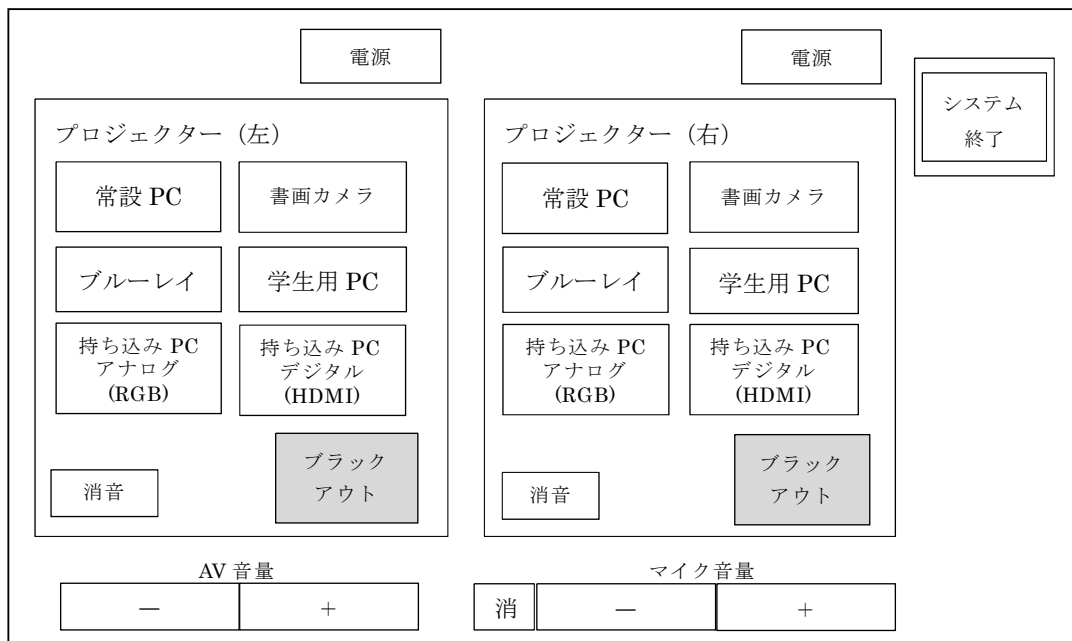 電源
電源
システム
終了
プロジェクター（左）
常設 PC
書画カメラ
ブルーレイ
学生用 PC
持ち込み PC
アナログ
(RGB)
持ち込み PC
デジタル
(HDMI)
消音
ブラック
アウト
プロジェクター（右）
常設 PC
書画カメラ
ブルーレイ
学生用 PC
持ち込み PC
アナログ
(RGB)
持ち込み PC
デジタル
(HDMI)
消音
ブラック
アウト
AV 音量
－
＋
マイク音量
消
－
＋